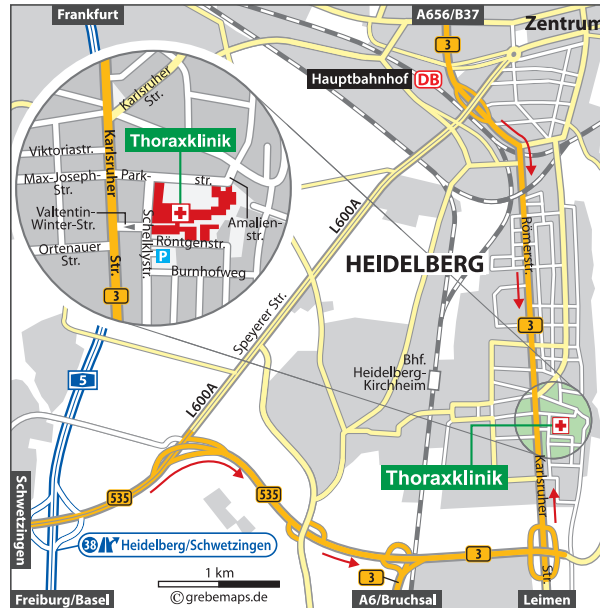 Frankfurt
A656/B37
Zentrum
3
Hauptbahnhof DB
Karlsruher
Str.
Karlsruher
Str.
3
Thoraxklinik
Viktoriastr.
Max-Joseph-
Str.
Park-
str.
Valtentin-
Winter-Str.
Amalien-
str.
Ortenauer
Str.
Schelklystr.
Röntgenstr.
P
Burnhofweg
L600A
HEIDELBERG
Römerstr.
3
Speyerer Str.
Bhf.
Heidelberg-
Kirchheim
5
L600A
Thoraxklinik
Karlsruher
Str.
Schwetzingen
535
535
38 Heidelberg/Schwetzingen
3
3
1 km
©grebemaps.de
Freiburg/Basel
A6/Bruchsal
Leimen